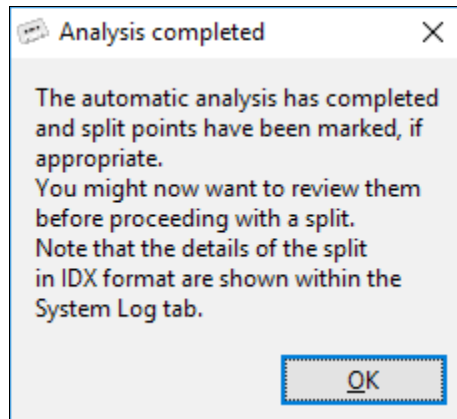 Analysis completed
The automatic analysis has completed
and split points have been marked, if
appropriate.
You might now want to review them
before proceeding with a split.
Note that the details of the split
in IDX format are shown within the
System Log tab.
OK